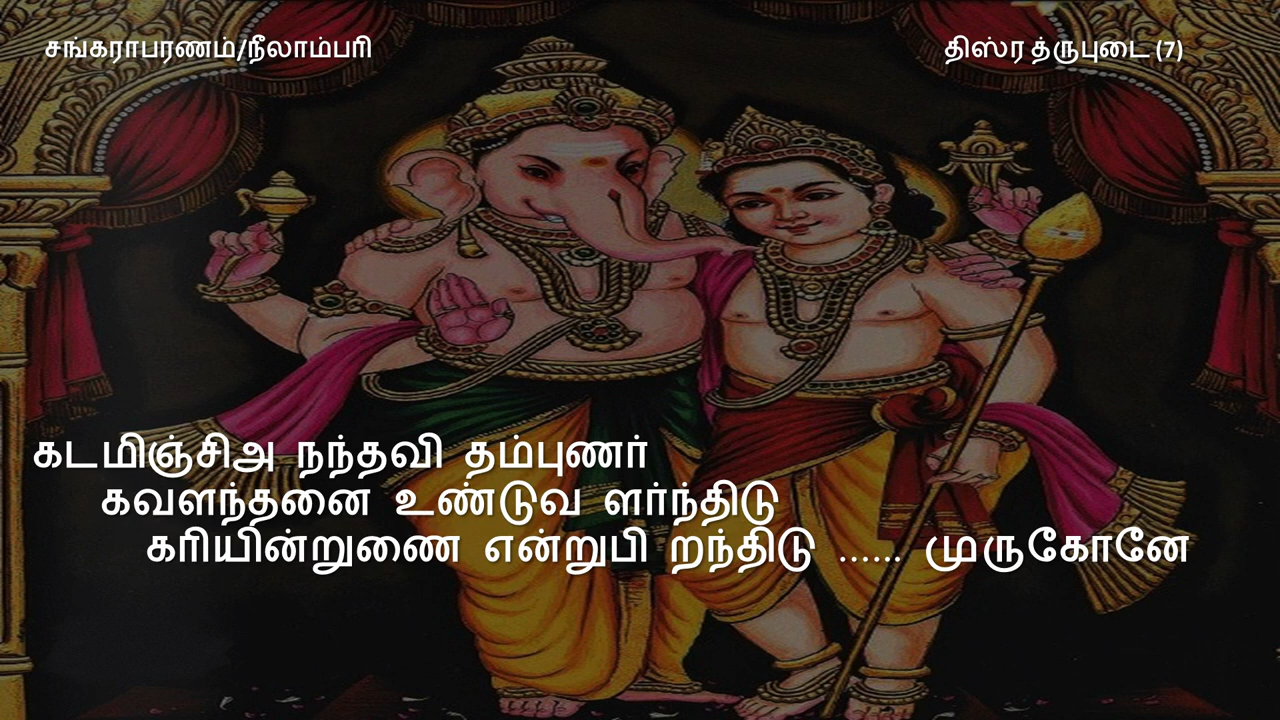 சங்கராபரணம்/நீலாம்பரி
திஸ்ர த்ருபுடை (7)
கடமிஞ்சிஅ நந்தவி தம்புணர்
கவளந்தனை உண்டுவ ளர்ந்திடு
கரியின்றுணை என்றுபி றந்திடு ...... முருகோனே